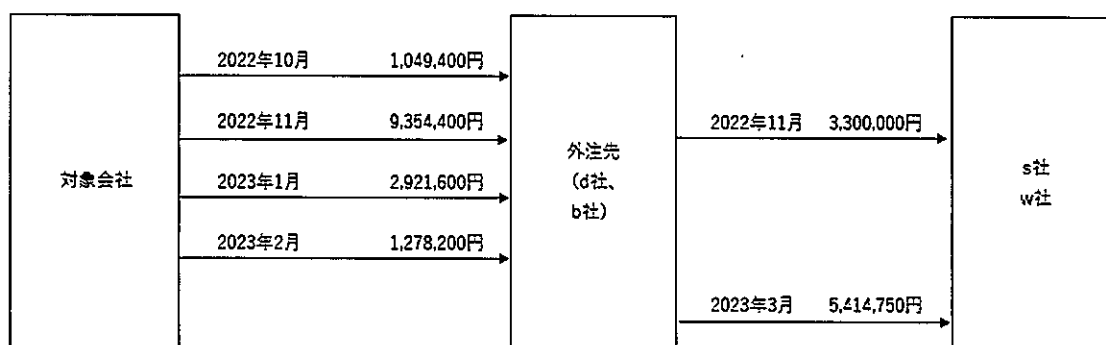 対象会社
2022年10月 1,049,400円
2022年11月 9,354,400円
2023年1月 2,921,600円
2023年2月 1,278,200円
外注先
(d社、
b社)
2022年11月 3,300,000円
2023年3月 5,414,750円
s社
w社